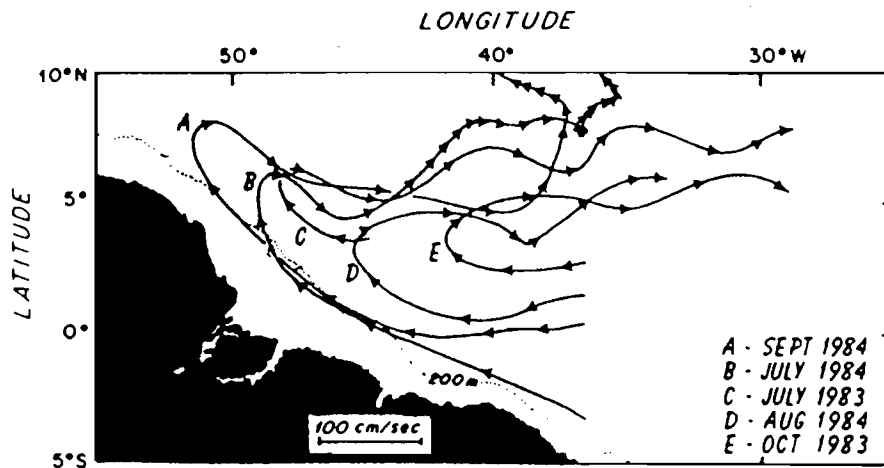 LONGITUDE
50° 40° 30° W
10° N
LATITUDE
5°
0°
5° S
A
B
C
D
E
200m
100 cm/sec
A - SEPT 1984
B - JULY 1984
C - JULY 1983
D - AUG 1984
E - OCT 1983